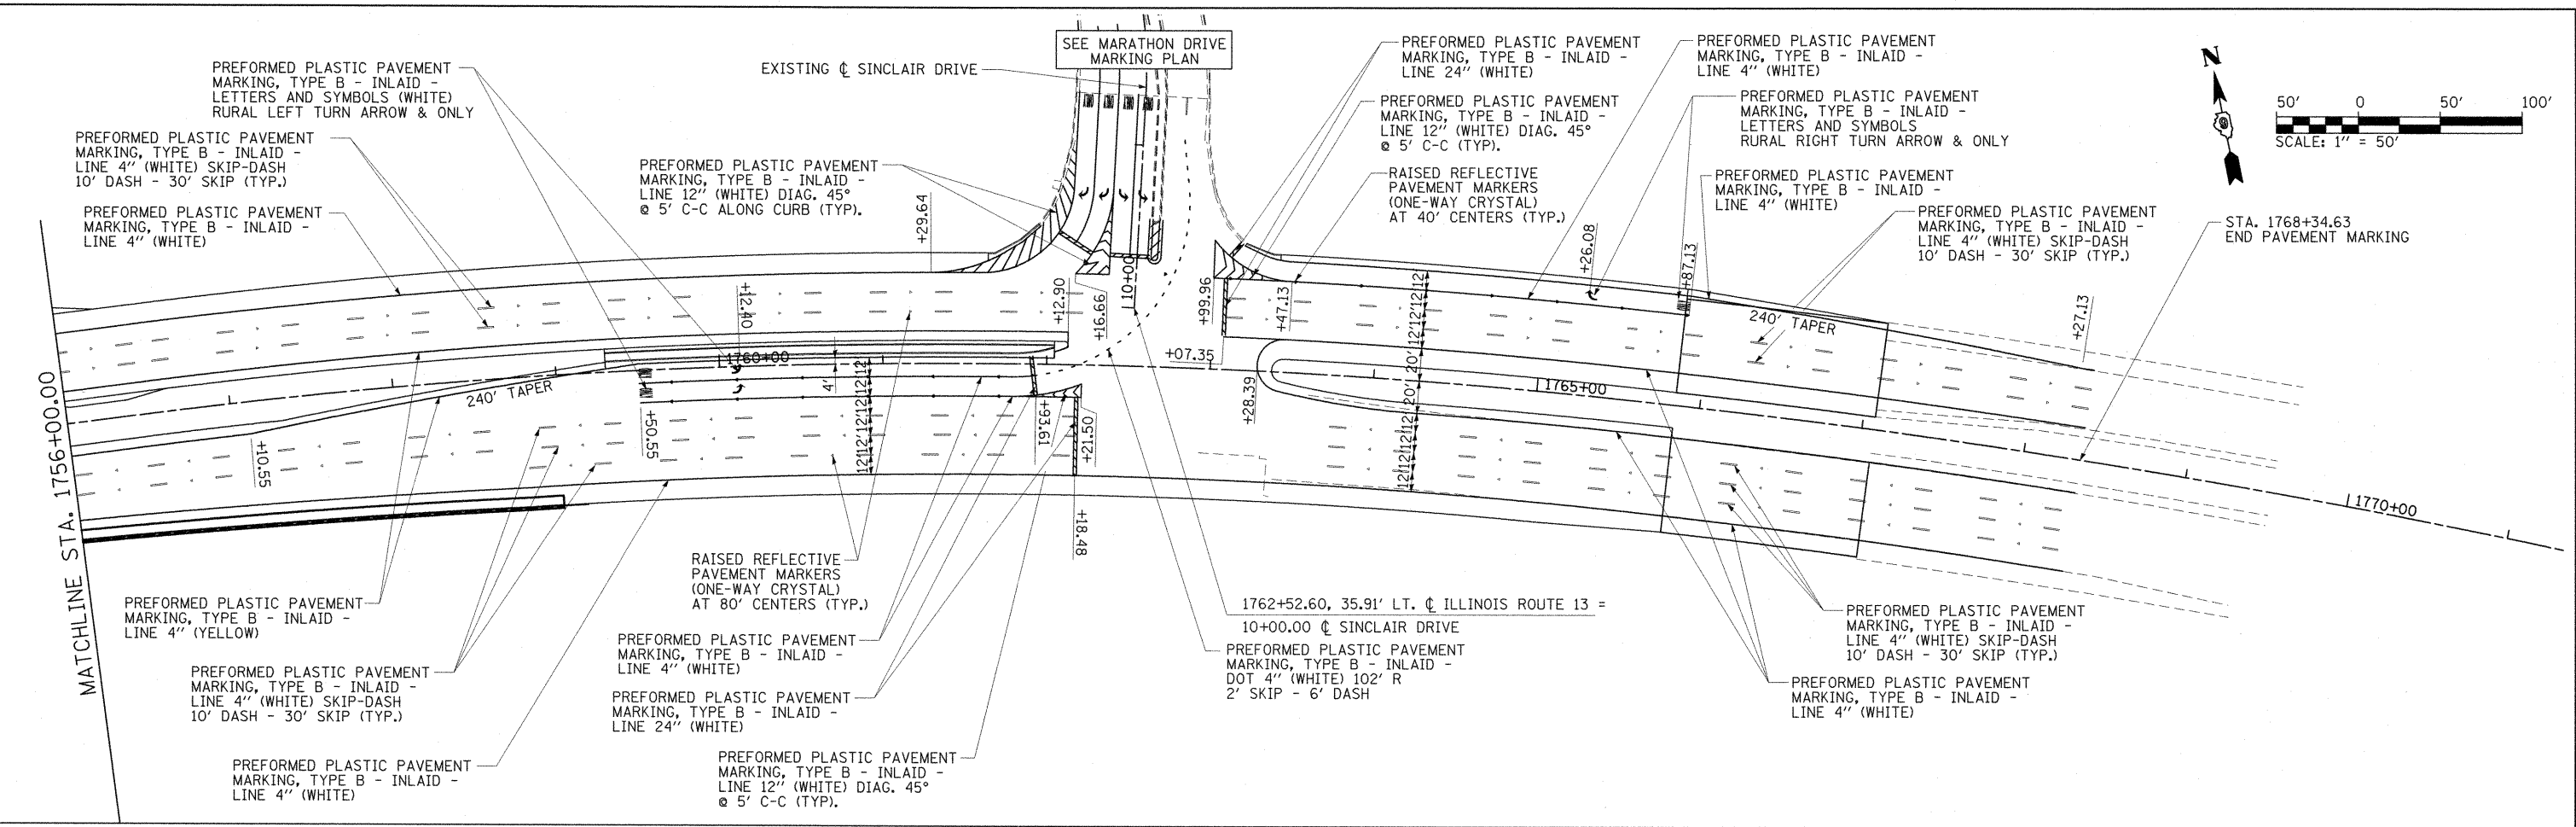 PREFORMED PLASTIC PAVEMENT
MARKING, TYPE B - INLAID -
LETTERS AND SYMBOLS (WHITE)
RURAL LEFT TURN ARROW & ONLY
PREFORMED PLASTIC PAVEMENT
MARKING, TYPE B - INLAID -
LINE 4" (WHITE) SKIP-DASH
10' DASH - 30' SKIP (TYP.)
PREFORMED PLASTIC PAVEMENT
MARKING, TYPE B - INLAID -
LINE 4" (WHITE)
EXISTING ℄ SINCLAIR DRIVE
SEE MARATHON DRIVE
MARKING PLAN
PREFORMED PLASTIC PAVEMENT
MARKING, TYPE B - INLAID -
LINE 12" (WHITE) DIAG. 45°
@ 5' C-C ALONG CURB (TYP).
PREFORMED PLASTIC PAVEMENT
MARKING, TYPE B - INLAID -
LINE 24" (WHITE)
PREFORMED PLASTIC PAVEMENT
MARKING, TYPE B - INLAID -
LINE 12" (WHITE) DIAG. 45°
@ 5' C-C (TYP).
RAISED REFLECTIVE
PAVEMENT MARKERS
(ONE-WAY CRYSTAL)
AT 40' CENTERS (TYP.)
PREFORMED PLASTIC PAVEMENT
MARKING, TYPE B - INLAID -
LINE 4" (WHITE)
PREFORMED PLASTIC PAVEMENT
MARKING, TYPE B - INLAID -
LETTERS AND SYMBOLS
RURAL RIGHT TURN ARROW & ONLY
PREFORMED PLASTIC PAVEMENT
MARKING, TYPE B - INLAID -
LINE 4" (WHITE)
PREFORMED PLASTIC PAVEMENT
MARKING, TYPE B - INLAID -
LINE 4" (WHITE) SKIP-DASH
10' DASH - 30' SKIP (TYP.)
STA. 1768+34.63
END PAVEMENT MARKING
N
50' 0 50' 100'
SCALE: 1" = 50'
+29.64
+12.40
+12.90
+16.99
10+00
+99.96
+47.13
+26.08
+87.13
+27.13
12'12'12'12'
20'
20'
12'12'12'12'
240' TAPER
+07.35
+28.39
1760+00
1765+00
1770+00
240' TAPER
4'
12'12'12'12'12'12'
+10.55
+50.55
+93.61
+21.50
+18.48
MATCHLINE STA. 1756+00.00
RAISED REFLECTIVE
PAVEMENT MARKERS
(ONE-WAY CRYSTAL)
AT 80' CENTERS (TYP.)
PREFORMED PLASTIC PAVEMENT
MARKING, TYPE B - INLAID -
LINE 4" (YELLOW)
PREFORMED PLASTIC PAVEMENT
MARKING, TYPE B - INLAID -
LINE 4" (WHITE) SKIP-DASH
10' DASH - 30' SKIP (TYP.)
PREFORMED PLASTIC PAVEMENT
MARKING, TYPE B - INLAID -
LINE 4" (WHITE)
PREFORMED PLASTIC PAVEMENT
MARKING, TYPE B - INLAID -
LINE 4" (WHITE)
PREFORMED PLASTIC PAVEMENT
MARKING, TYPE B - INLAID -
LINE 24" (WHITE)
PREFORMED PLASTIC PAVEMENT
MARKING, TYPE B - INLAID -
LINE 12" (WHITE) DIAG. 45°
@ 5' C-C (TYP).
1762+52.60, 35.91' LT. ℄ ILLINOIS ROUTE 13 =
10+00.00 ℄ SINCLAIR DRIVE
PREFORMED PLASTIC PAVEMENT
MARKING, TYPE B - INLAID -
DOT 4" (WHITE) 102' R
2' SKIP - 6' DASH
PREFORMED PLASTIC PAVEMENT
MARKING, TYPE B - INLAID -
LINE 4" (WHITE) SKIP-DASH
10' DASH - 30' SKIP (TYP.)
PREFORMED PLASTIC PAVEMENT
MARKING, TYPE B - INLAID -
LINE 4" (WHITE)